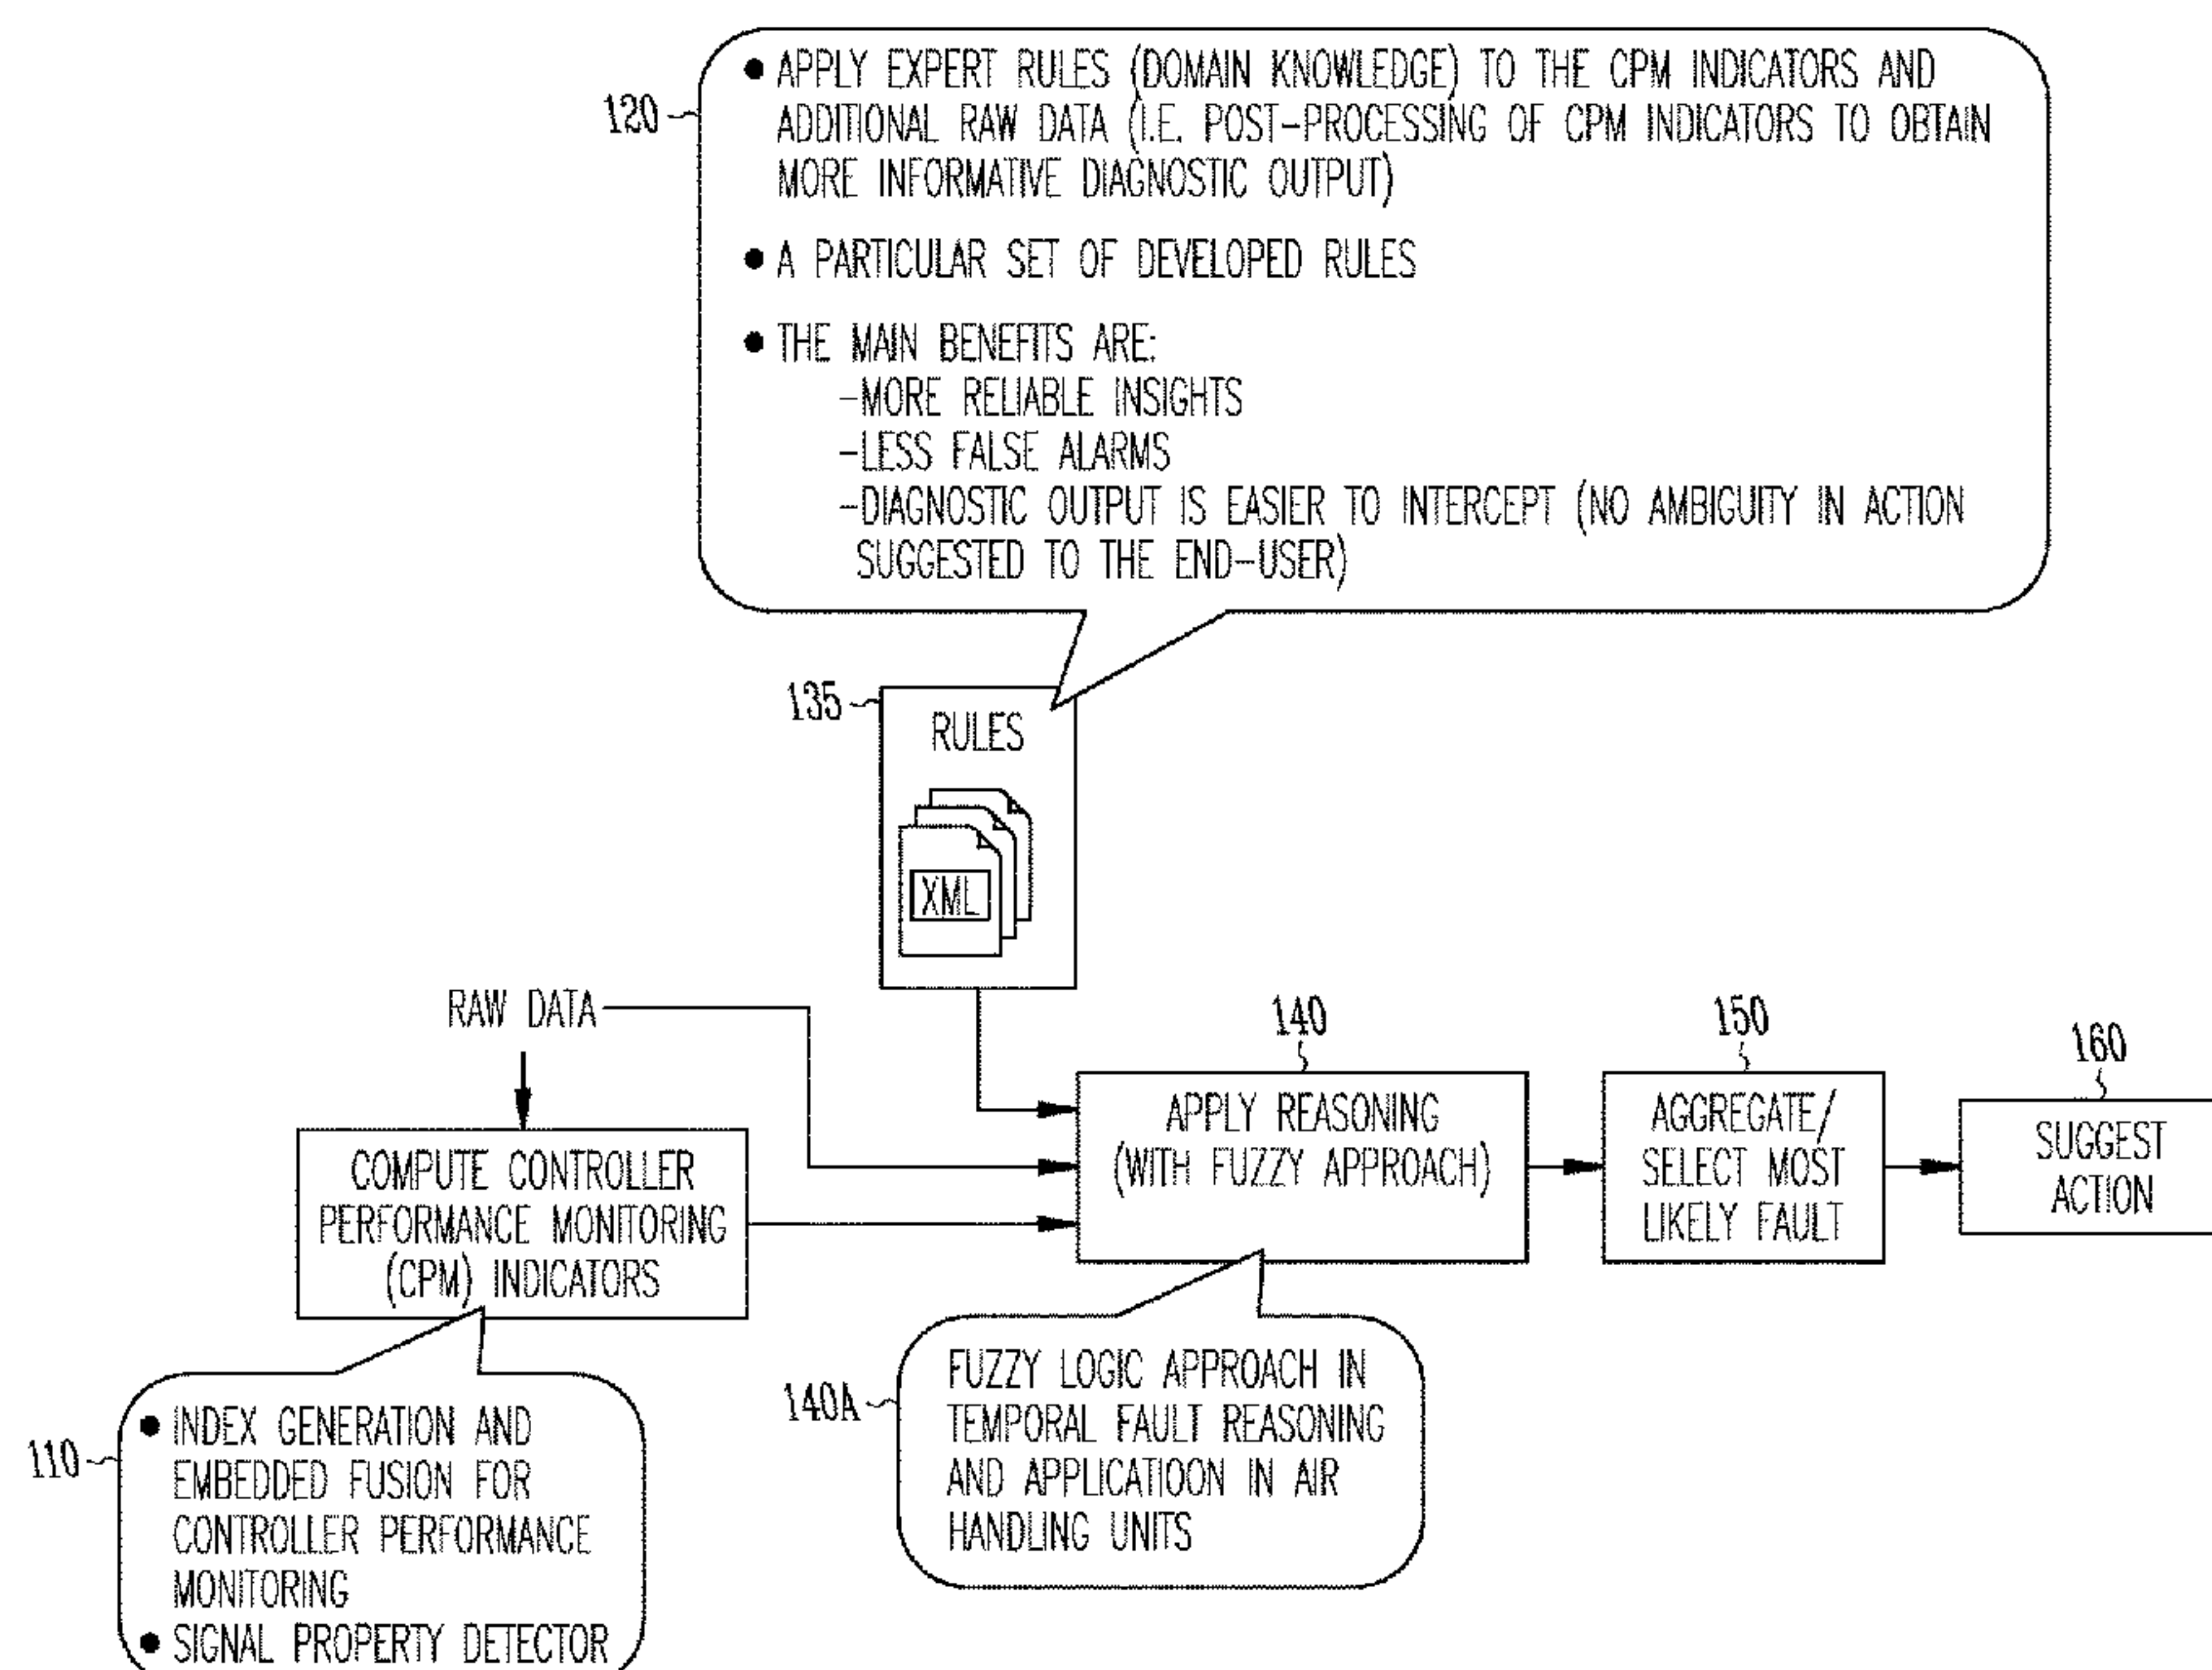 ● APPLY EXPERT RULES (DOMAIN KNOWLEDGE) TO THE CPM INDICATORS AND
120
ADDITIONAL RAW DATA (I.E. POST-PROCESSING OF CPM INDICATORS TO OBTAIN
MORE INFORMATIVE DIAGNOSTIC OUTPUT)
● A PARTICULAR SET OF DEVELOPED RULES
● THE MAIN BENEFITS ARE:
-MORE RELIABLE INSIGHTS
-LESS FALSE ALARMS
-DIAGNOSTIC OUTPUT IS EASIER TO INTERCEPT (NO AMBIGUITY IN ACTION
SUGGESTED TO THE END-USER)
135
RULES
XML
RAW DATA
140
150
160
COMPUTE CONTROLLER
PERFORMANCE MONITORING
(CPM) INDICATORS
APPLY REASONING
(WITH FUZZY APPROACH)
AGGREGATE/
SELECT MOST
LIKELY FAULT
SUGGEST
ACTION
110
● INDEX GENERATION AND
EMBEDDED FUSION FOR
CONTROLLER PERFORMANCE
MONITORING
● SIGNAL PROPERTY DETECTOR
140A
FUZZY LOGIC APPROACH IN
TEMPORAL FAULT REASONING
AND APPLICATIOON IN AIR
HANDLING UNITS